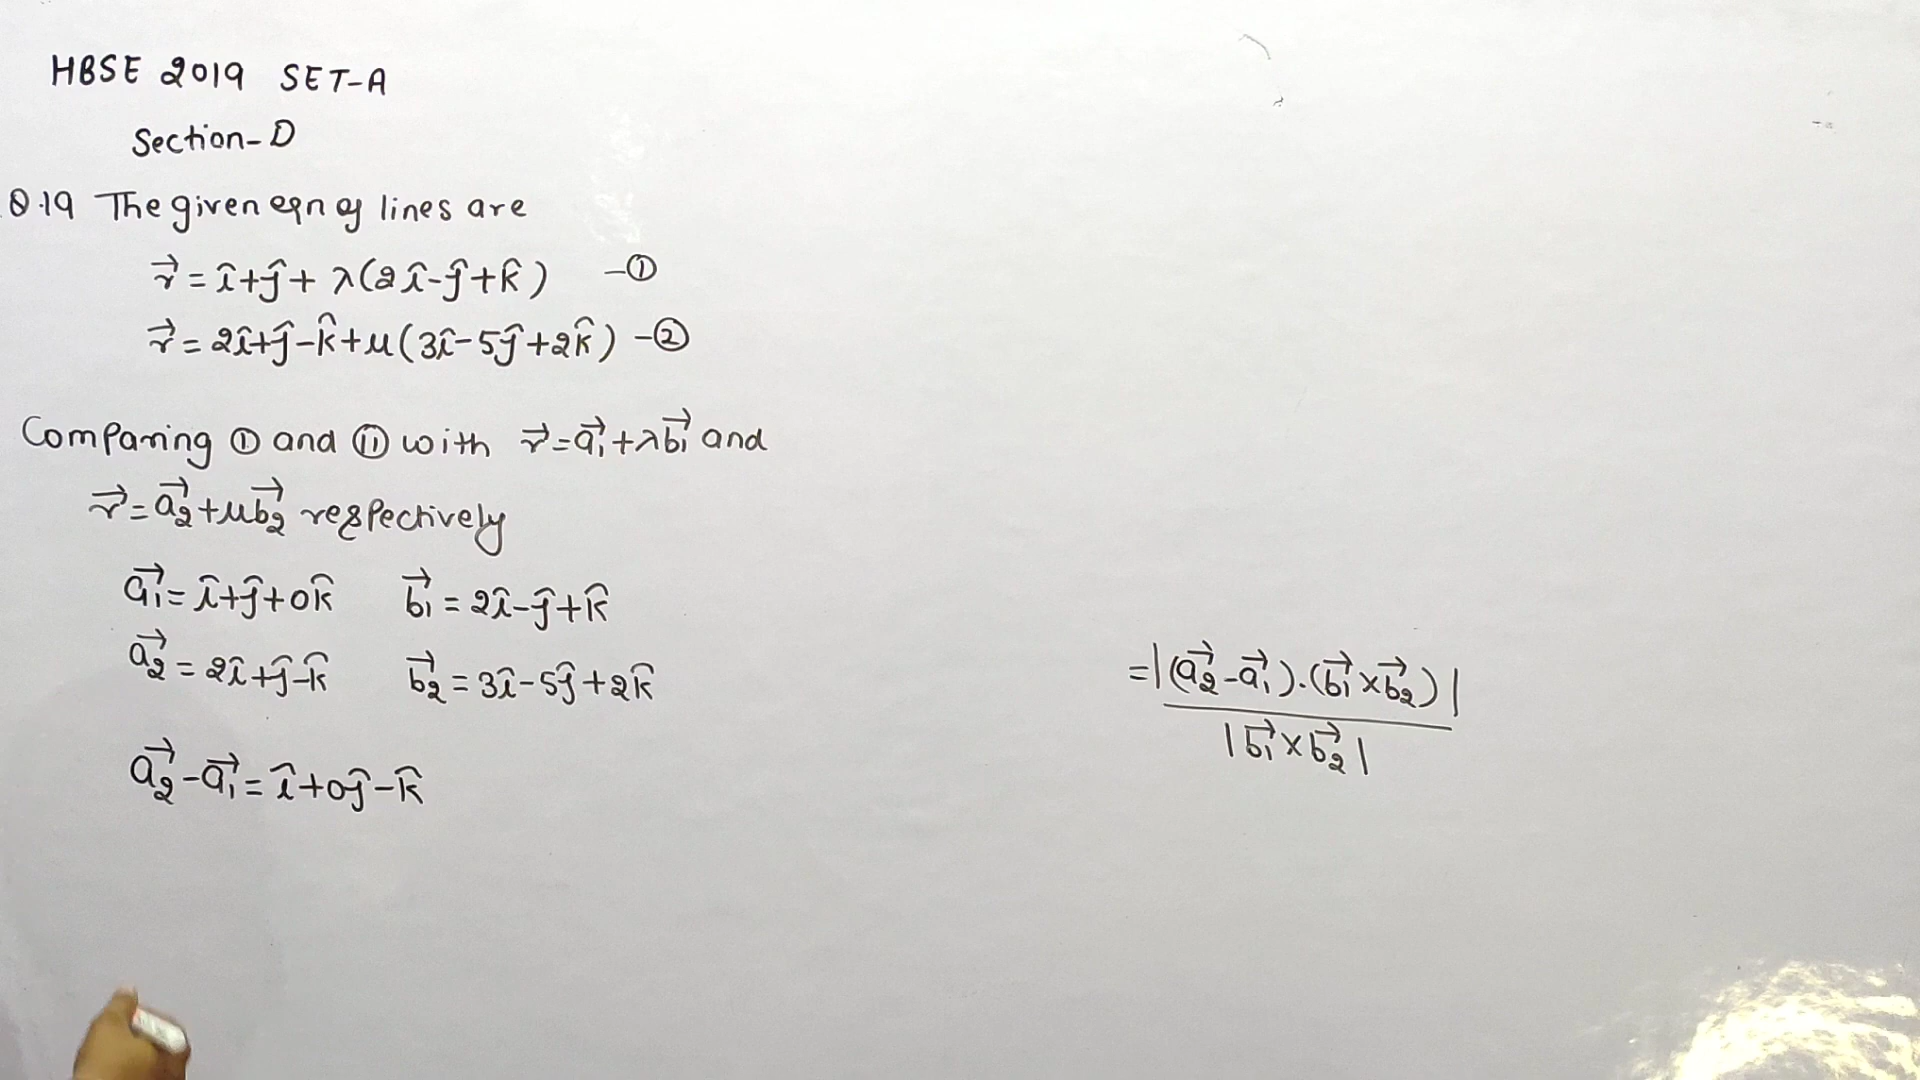 HBSE 2019 SET-A
Section-D
Q.19 The given eqn of lines are
r⃗ = î+ĵ+ λ(2î-ĵ+k̂) -①
r⃗ = 2î+ĵ-k̂+μ(3î-5ĵ+2k̂) -②
Comparing ① and ⑪ with r⃗=a⃗₁+λb⃗₁ and
r⃗=a⃗₂+μb⃗₂ respectively
a⃗₁=î+ĵ+0k̂ b⃗₁=2î-ĵ+k̂
a⃗₂=2î+ĵ-k̂ b⃗₂=3î-5ĵ+2k̂
a⃗₂-a⃗₁=î+0ĵ-k̂
=|(a⃗₂-a⃗₁).(b⃗₁×b⃗₂)|
|b⃗₁×b⃗₂|